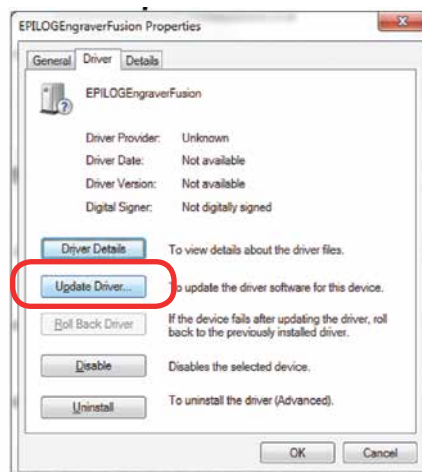 EPILOGEngraverFusion Properties
General Driver Details
EPILOGEngraverFusion
Driver Provider: Unknown
Driver Date: Not available
Driver Version: Not available
Digital Signer: Not digitally signed
Driver Details To view details about the driver files.
Update Driver... To update the driver software for this device.
Roll Back Driver If the device fails after updating the driver, roll
back to the previously installed driver.
Disable Disables the selected device.
Uninstall To uninstall the driver (Advanced).
OK Cancel